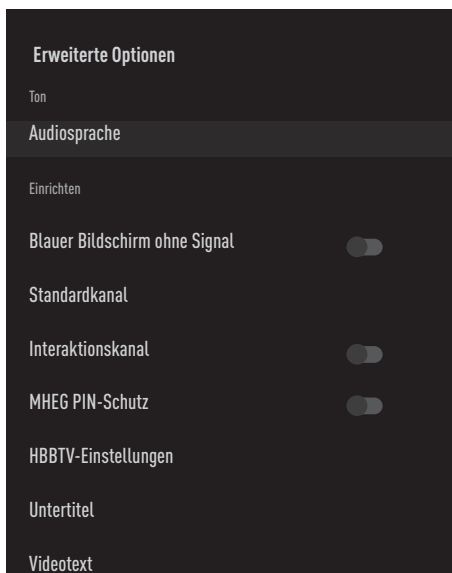 Erweiterte Optionen
Ton
Audiosprache
Einrichten
Blauer Bildschirm ohne Signal
Standardkanal
Interaktionskanal
MHEG PIN-Schutz
HBBTV-Einstellungen
Untertitel
Videotext